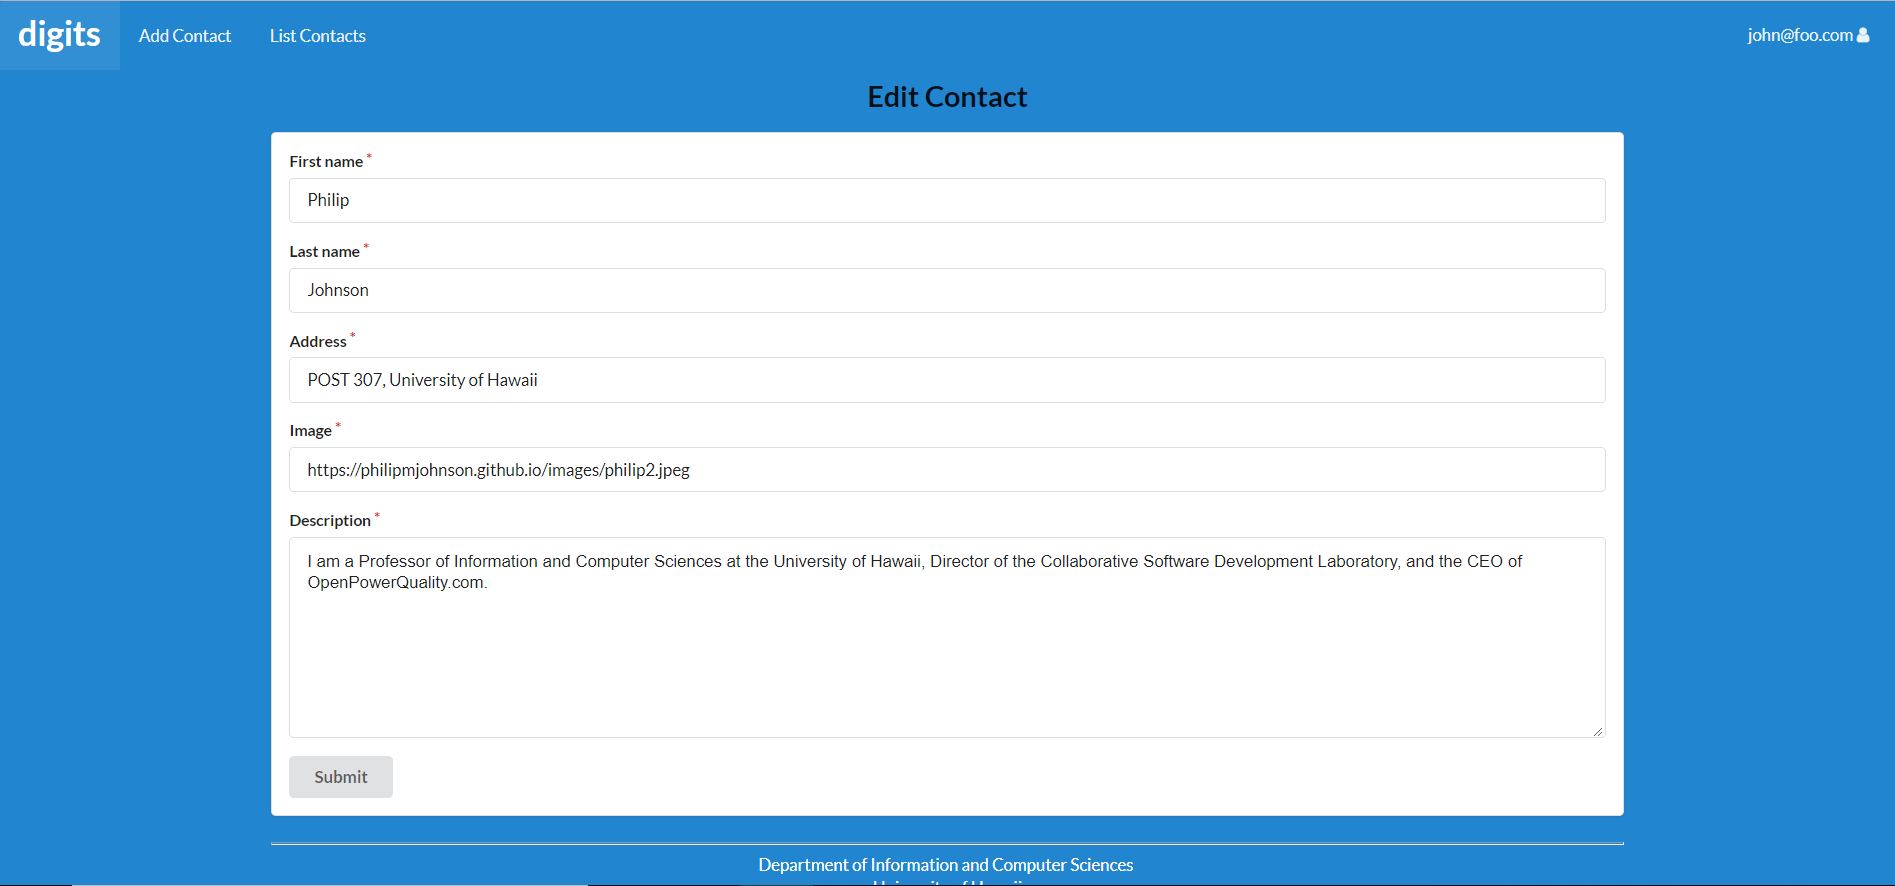 digits
Add Contact
List Contacts
john@foo.com
Edit Contact
First name *
Philip
Last name *
Johnson
Address *
POST 307, University of Hawaii
Image *
https://philipmjohnson.github.io/images/philip2.jpeg
Description *
I am a Professor of Information and Computer Sciences at the University of Hawaii, Director of the Collaborative Software Development Laboratory, and the CEO of
OpenPowerQuality.com.
Submit
Department of Information and Computer Sciences
University of Hawaii